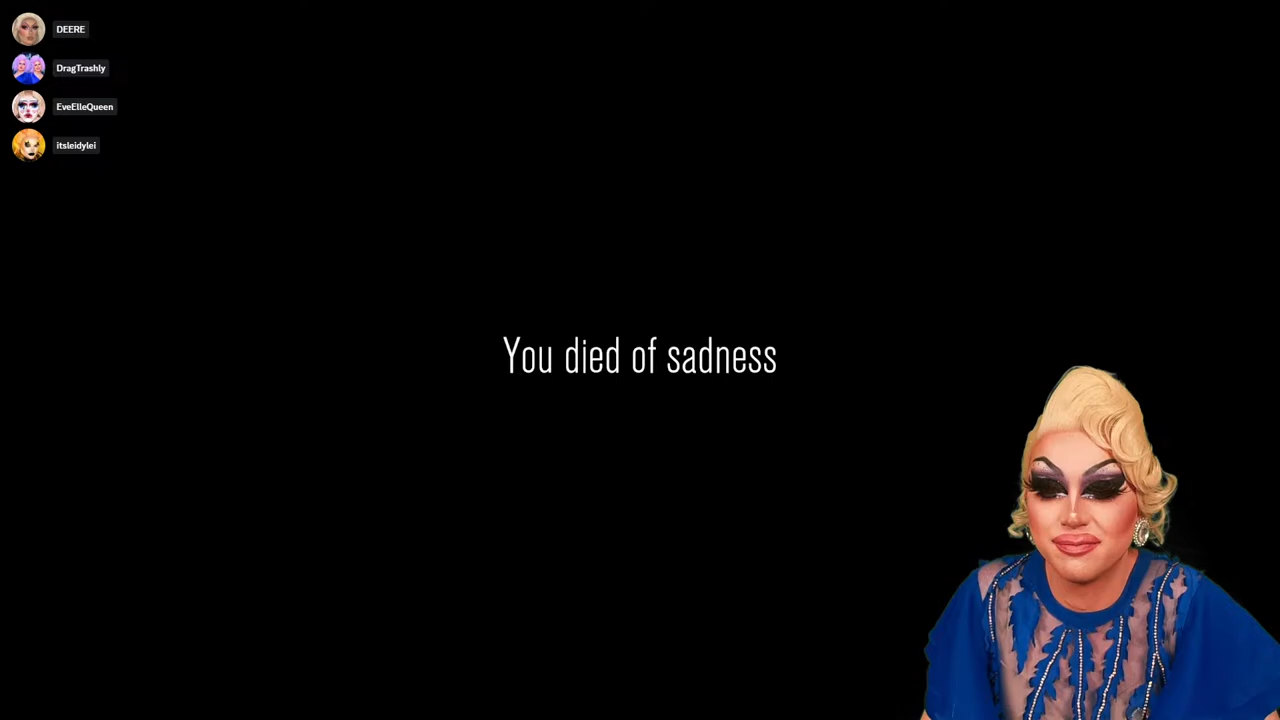 DEERE
DragTrashly
EveElleQueen
itsleidylei
You died of sadness